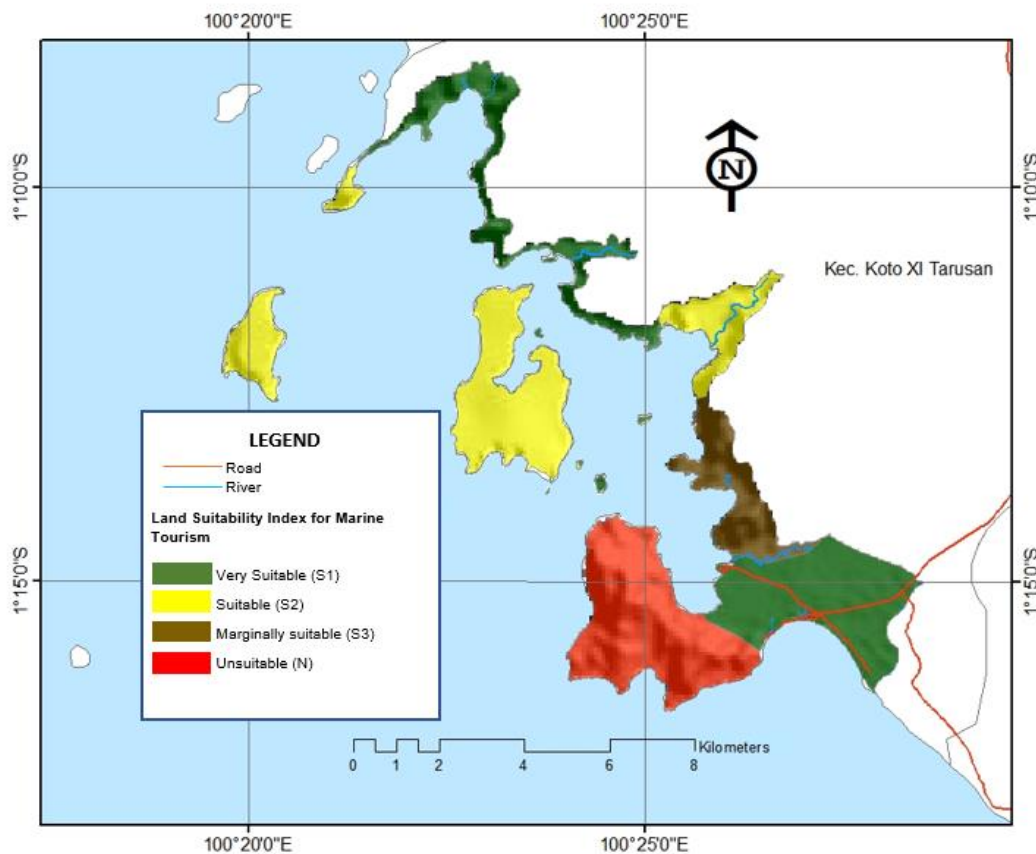 100°20'0"E 100°25'0"E
1°10'0"S 1°10'0"S
Kec. Koto XI Tarusan
LEGEND
Road
River
Land Suitability Index for Marine
Tourism
Very Suitable (S1)
Suitable (S2)
Marginally suitable (S3)
Unsuitable (N)
N
1°15'0"S 1°15'0"S
Kilometers
0 1 2 4 6 8
100°20'0"E 100°25'0"E